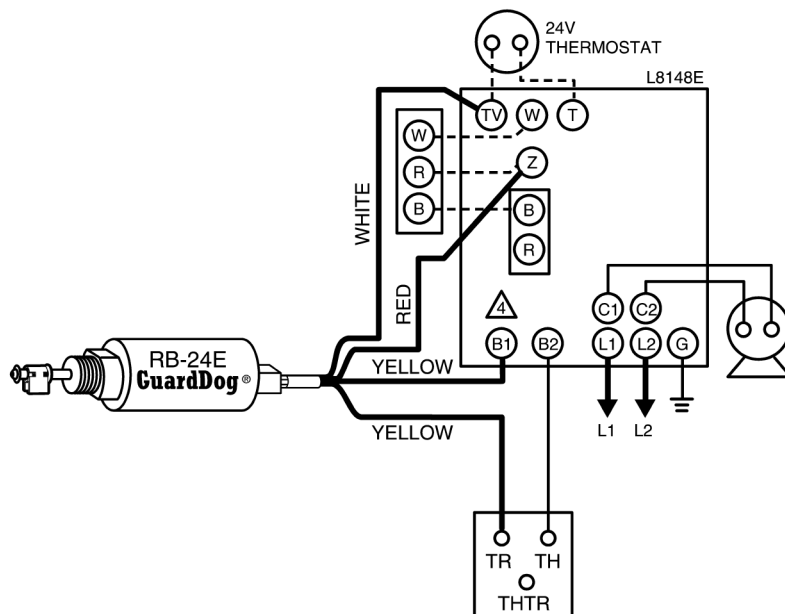 24V
THERMOSTAT
L8148E
TV W T
W
R
B
Z
B
R
WHITE
RED
4
C1 C2
B1 B2 L1 L2 G
RB-24E
GuardDog®
YELLOW
YELLOW
L1 L2
TR TH
THTR